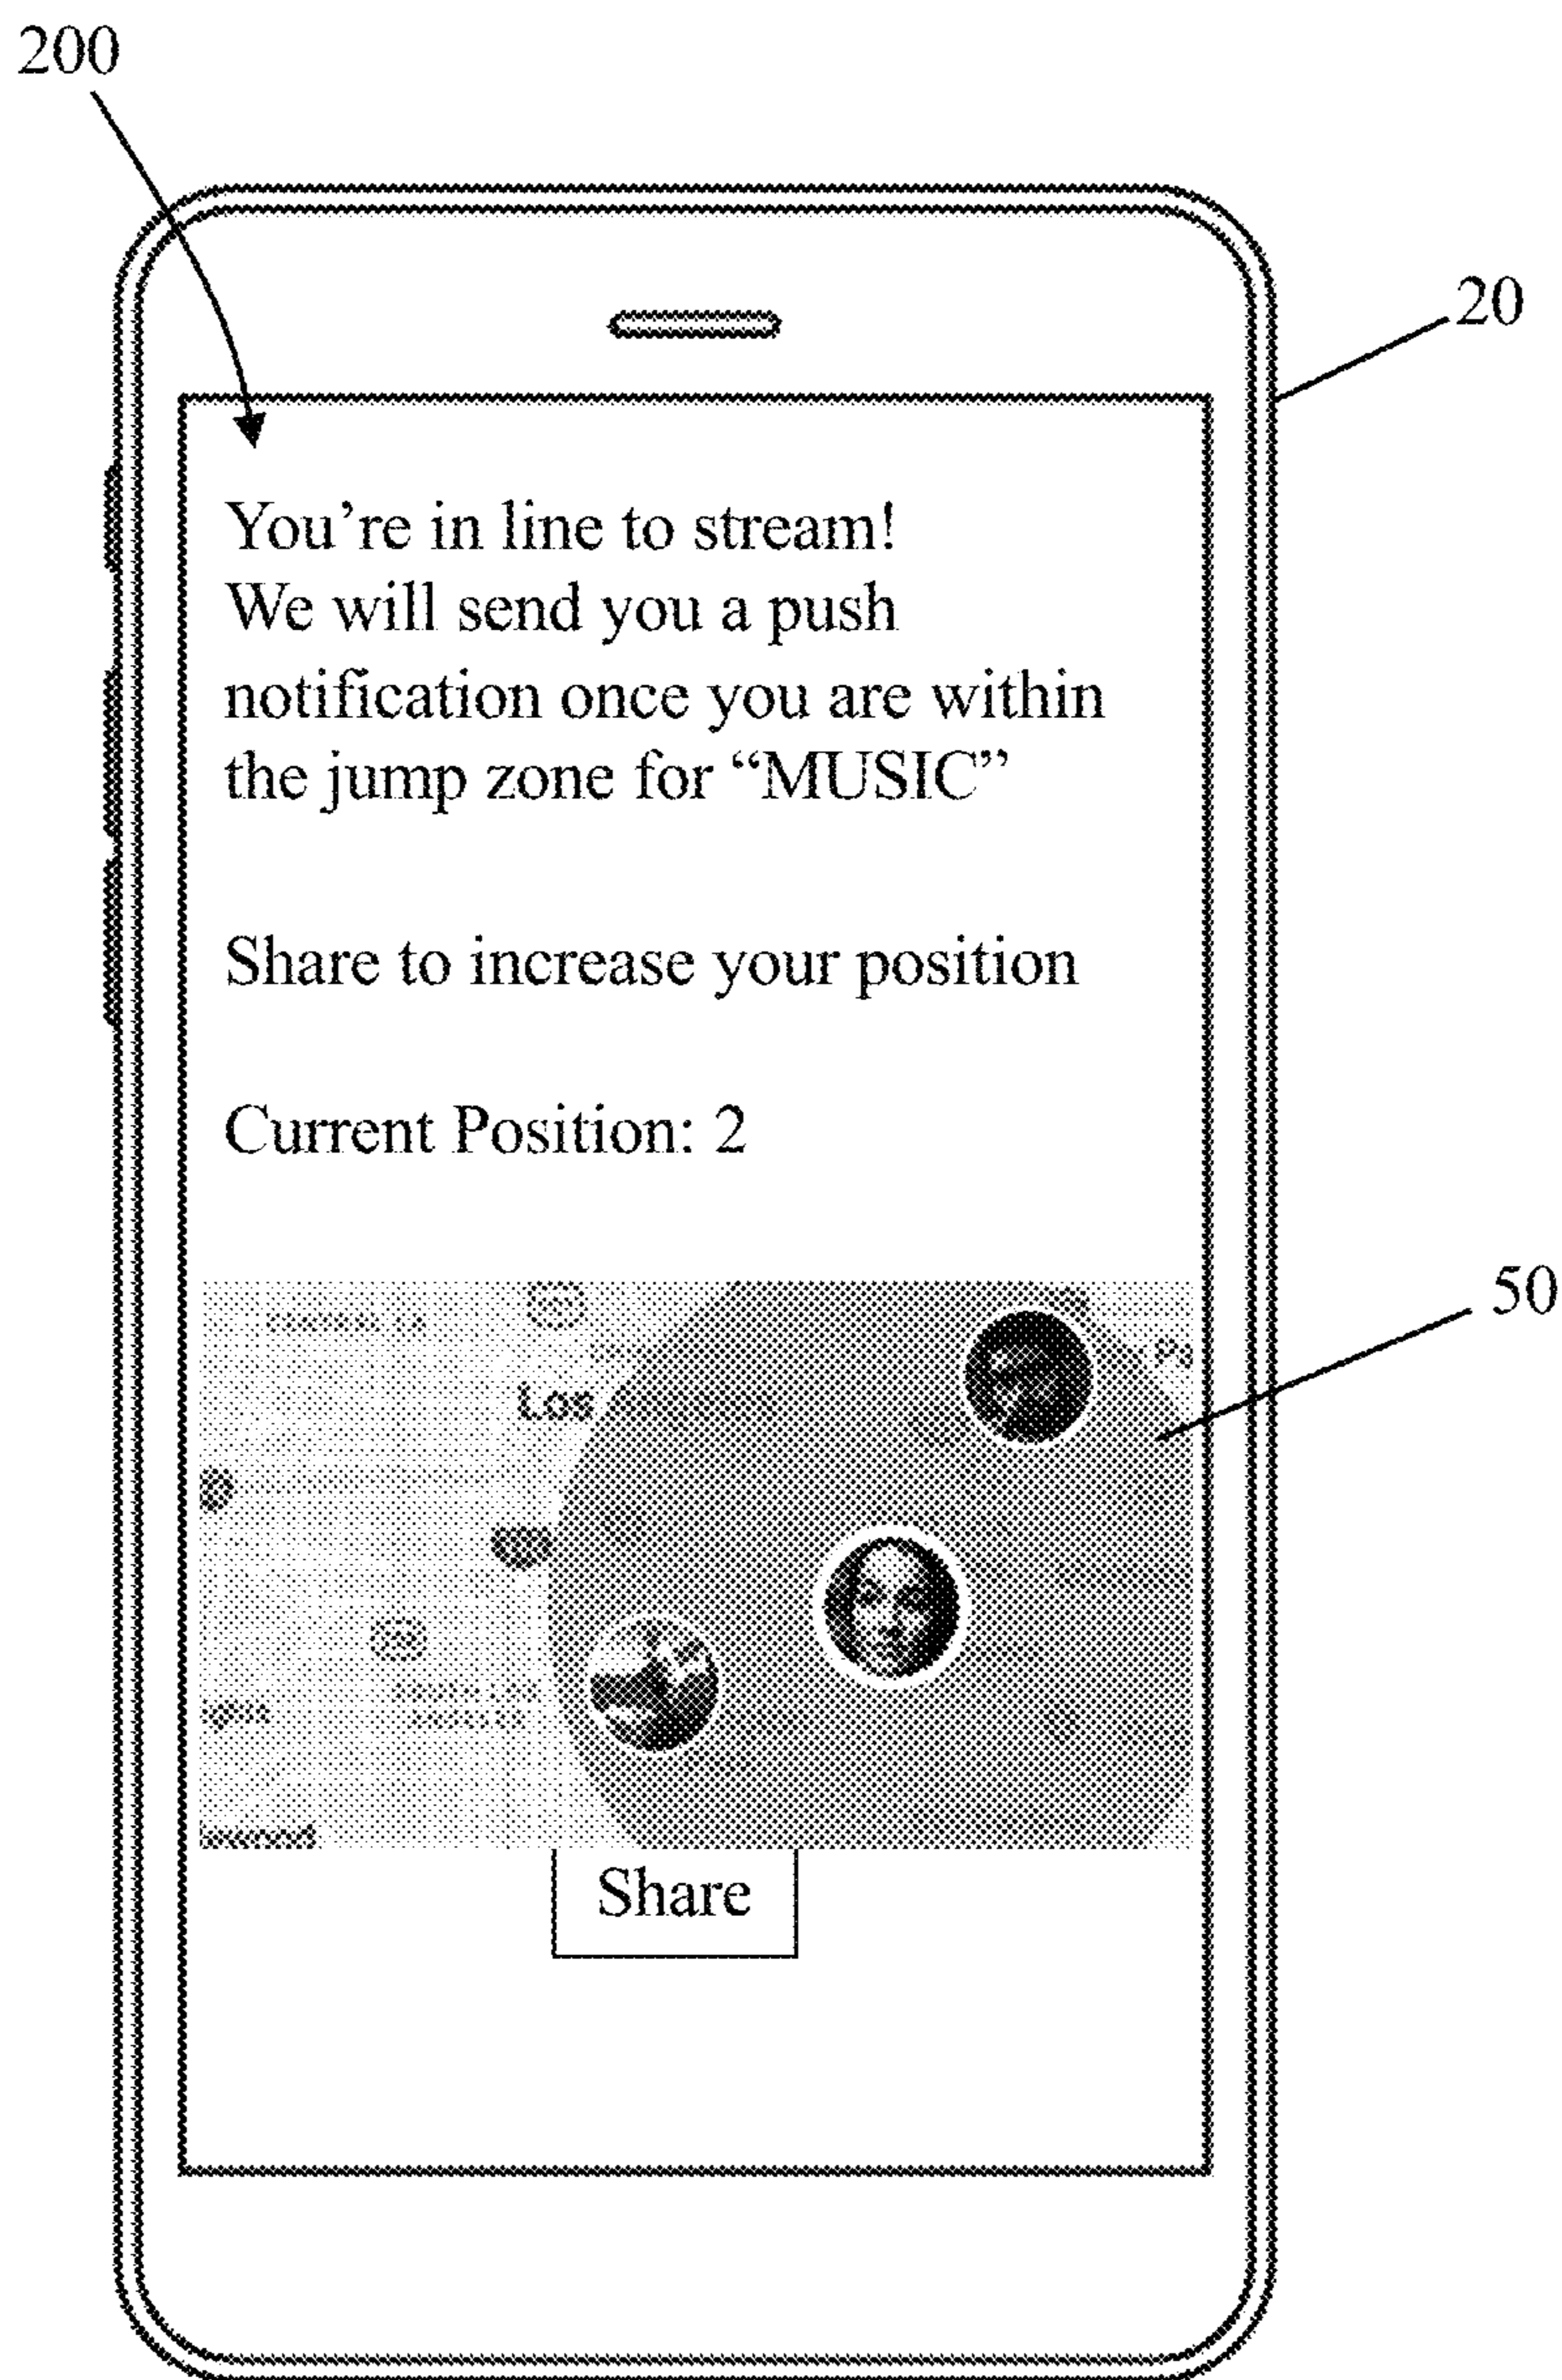 200
20
You’re in line to stream!
We will send you a push
notification once you are within
the jump zone for “MUSIC”
Share to increase your position
Current Position: 2
50
Los
Share